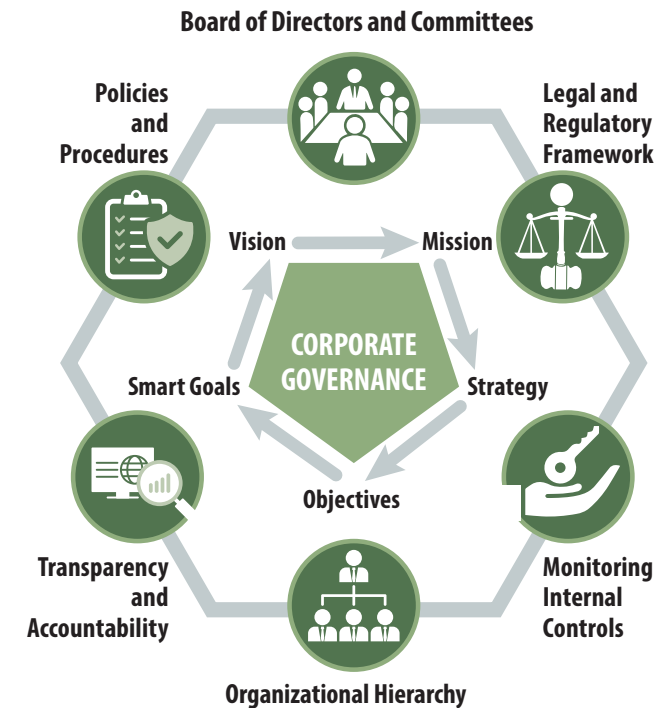 Board of Directors and Committees
Policies
and
Procedures
Legal and
Regulatory
Framework
Vision
Mission
CORPORATE
GOVERNANCE
Smart Goals
Strategy
Objectives
Transparency
and
Accountability
Monitoring
Internal
Controls
Organizational Hierarchy